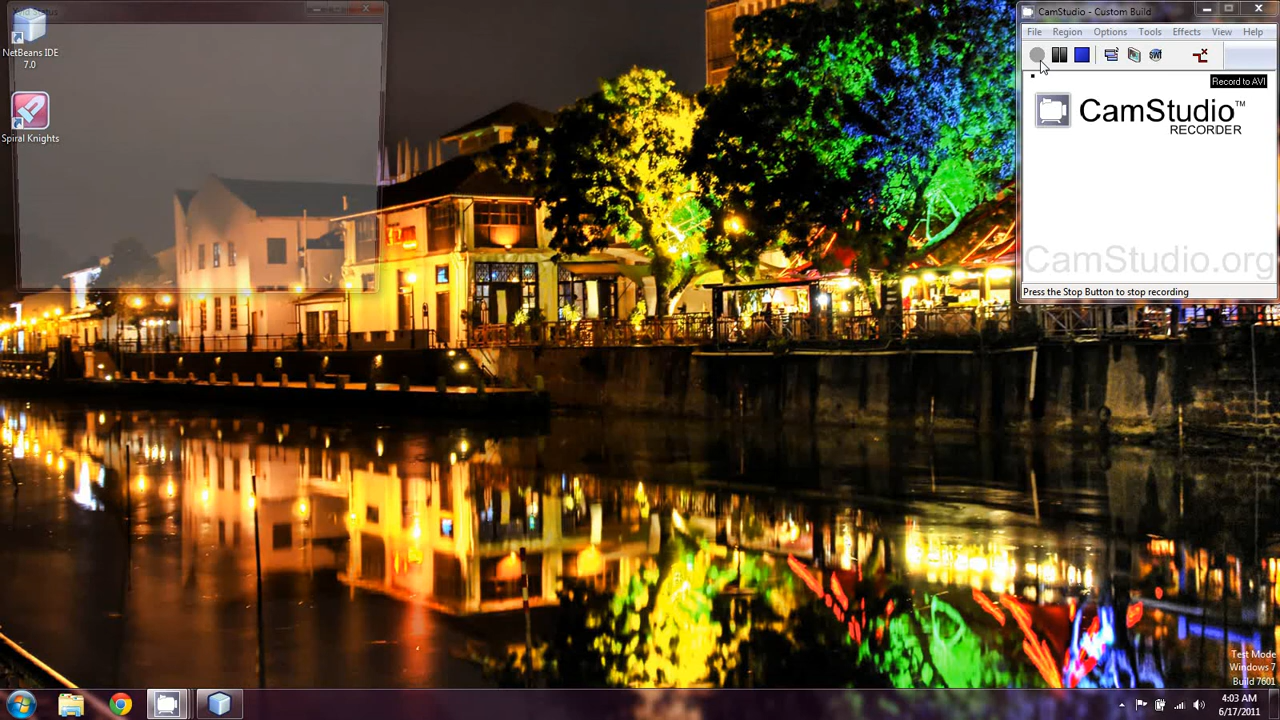 NetBeans IDE
7.0
Spiral Knights
CamStudio - Custom Build
File Region Options Tools Effects View Help
Record to AVI
CamStudio™
RECORDER
CamStudio.org
Press the Stop Button to stop recording
Test Mode
Windows 7
Build 7601
4:03 AM
6/17/2011